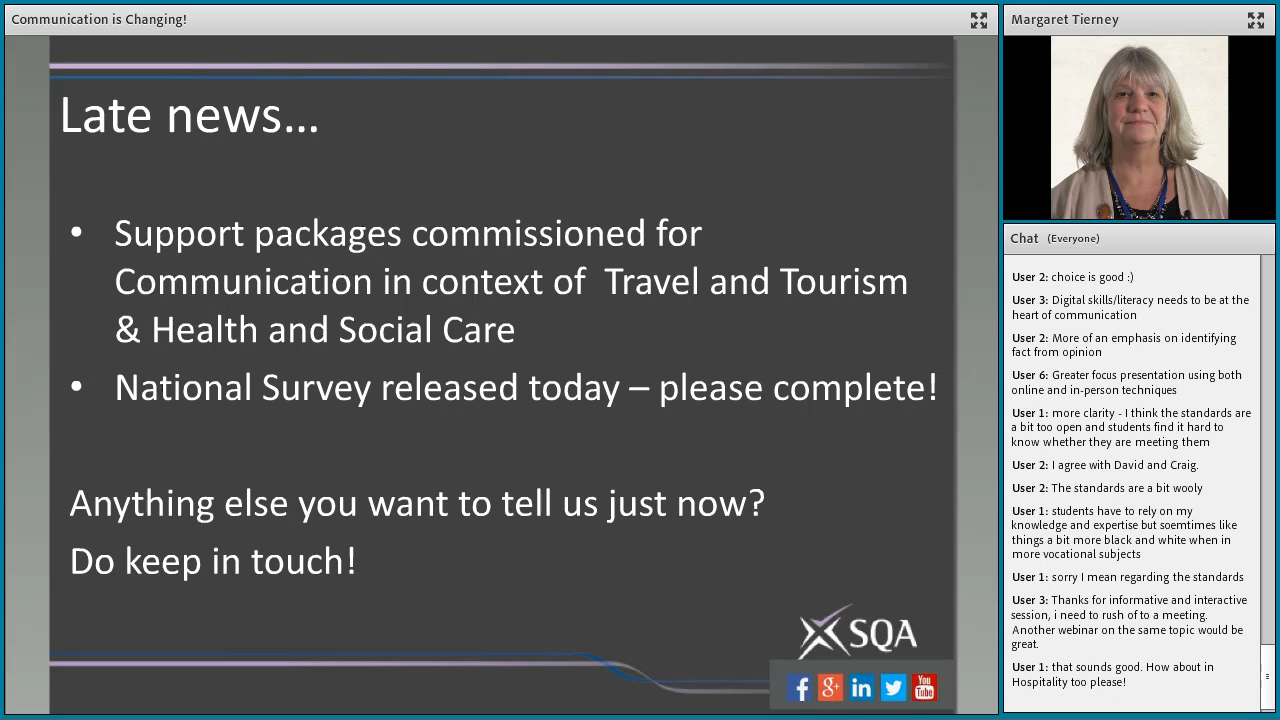 Communication is Changing!
Late news...
• Support packages commissioned for
Communication in context of Travel and Tourism
& Health and Social Care
• National Survey released today – please complete!
Anything else you want to tell us just now?
Do keep in touch!
SQA
f g+ in You Tube
Margaret Tierney
Chat (Everyone)
User 2: choice is good :)
User 3: Digital skills/literacy needs to be at the
heart of communication
User 2: More of an emphasis on identifying
fact from opinion
User 6: Greater focus presentation using both
online and in-person techniques
User 1: more clarity - I think the standards are
a bit too open and students find it hard to
know whether they are meeting them
User 2: I agree with David and Craig.
User 2: The standards are a bit wooly
User 1: students have to rely on my
knowledge and expertise but soemtimes like
things a bit more black and white when in
more vocational subjects
User 1: sorry I mean regarding the standards
User 3: Thanks for informative and interactive
session, i need to rush of to a meeting.
Another webinar on the same topic would be
great.
User 1: that sounds good. How about in
Hospitality too please!